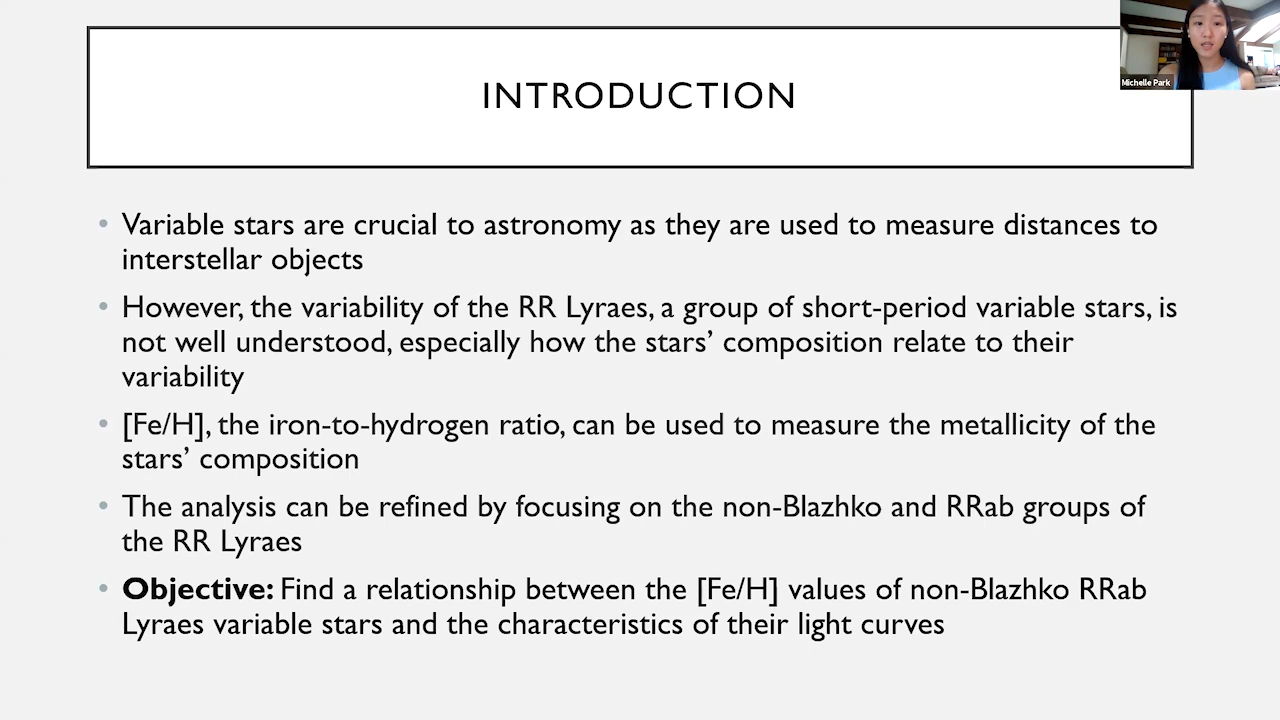 Michelle Park
INTRODUCTION
• Variable stars are crucial to astronomy as they are used to measure distances to
interstellar objects
• However, the variability of the RR Lyraes, a group of short-period variable stars, is
not well understood, especially how the stars’ composition relate to their
variability
• [Fe/H], the iron-to-hydrogen ratio, can be used to measure the metallicity of the
stars’ composition
• The analysis can be refined by focusing on the non-Blazhko and RRab groups of
the RR Lyraes
• Objective: Find a relationship between the [Fe/H] values of non-Blazhko RRab
Lyraes variable stars and the characteristics of their light curves